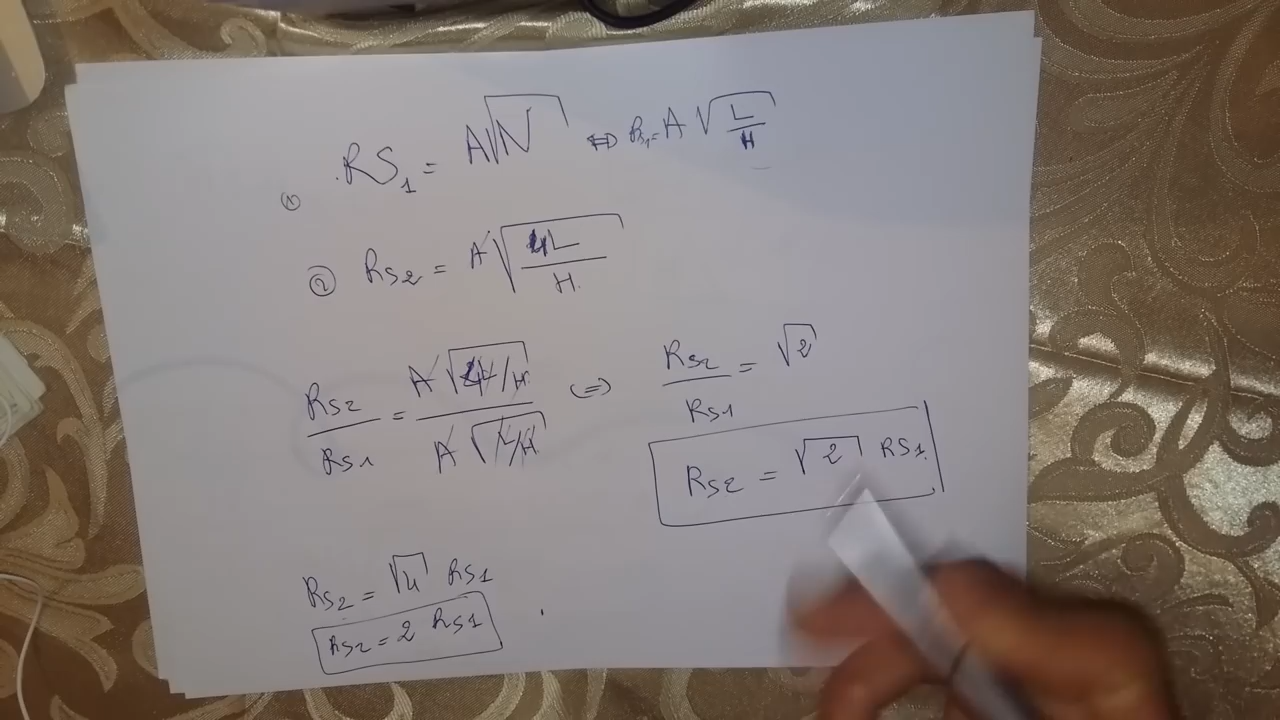 ① RS₁ = A√N ⇔ Rs₁ = A √(L/H)
② Rs₂ = A √(4L/H)
Rs₂/Rs₁ = A √(4L/H) / A √(L/H) ⇔ Rs₂/Rs₁ = √2
Rs₂ = √2 RS₁
Rs₂ = √4 Rs₁
Rs₂ = 2 Rs₁